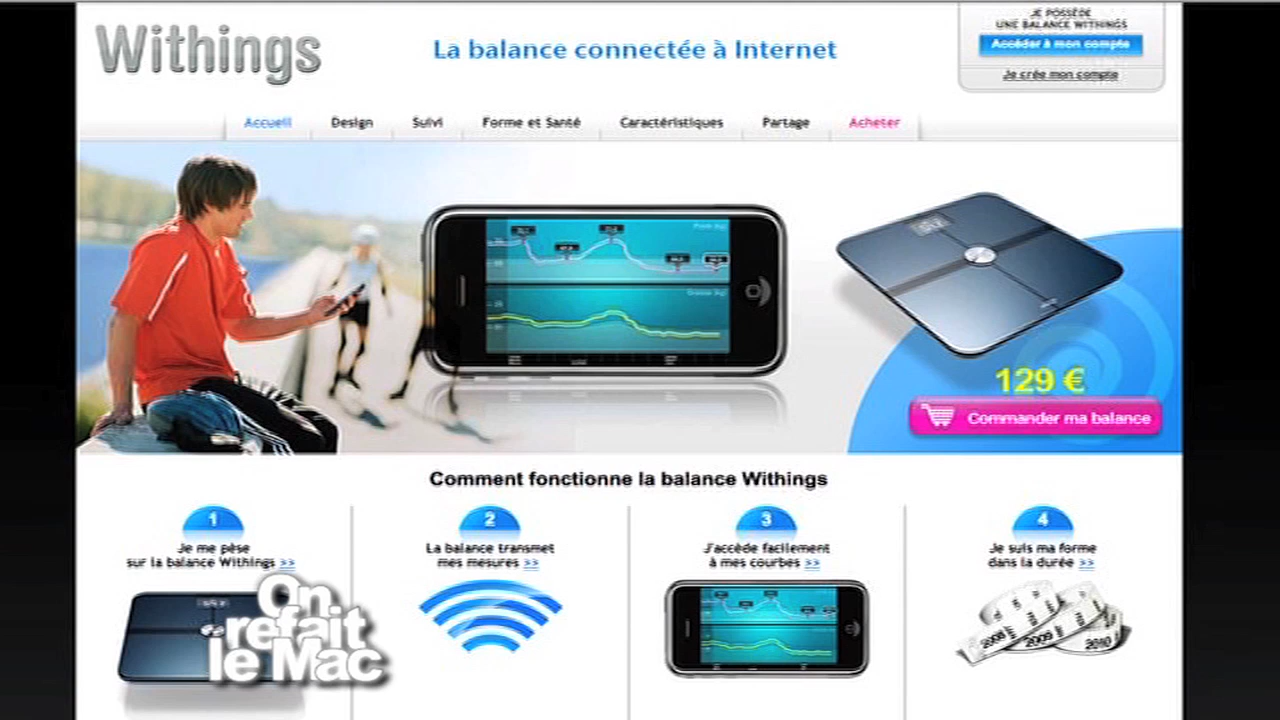 Withings
La balance connectée à Internet
JE POSSÈDE
UNE BALANCE WITHINGS
Accéder à mon compte
Je crée mon compte
Accueil
Design
Suivi
Forme et Santé
Caractéristiques
Partage
Acheter
129 €
Commander ma balance
Comment fonctionne la balance Withings
1
Je me pèse
sur la balance Withings >>
2
La balance transmet
mes mesures >>
3
J'accède facilement
à mes courbes >>
4
Je suis ma forme
dans la durée >>
2008 2009 2010
On
refait
le Mac